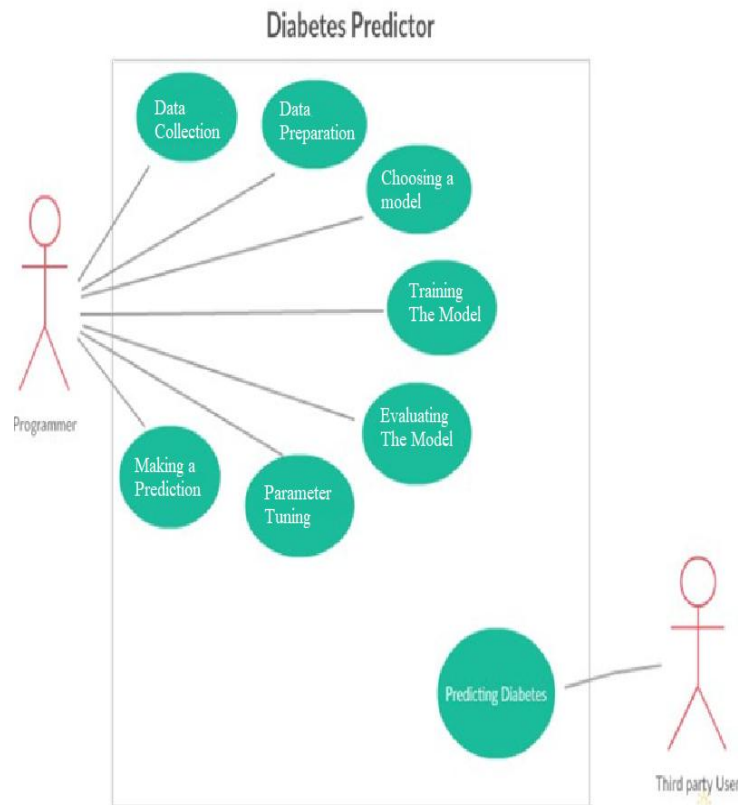 Diabetes Predictor
Data
Collection
Data
Preparation
Choosing a
model
Training
The Model
Evaluating
The Model
Programmer
Making a
Prediction
Parameter
Tuning
Predicting Diabetes
Third party User